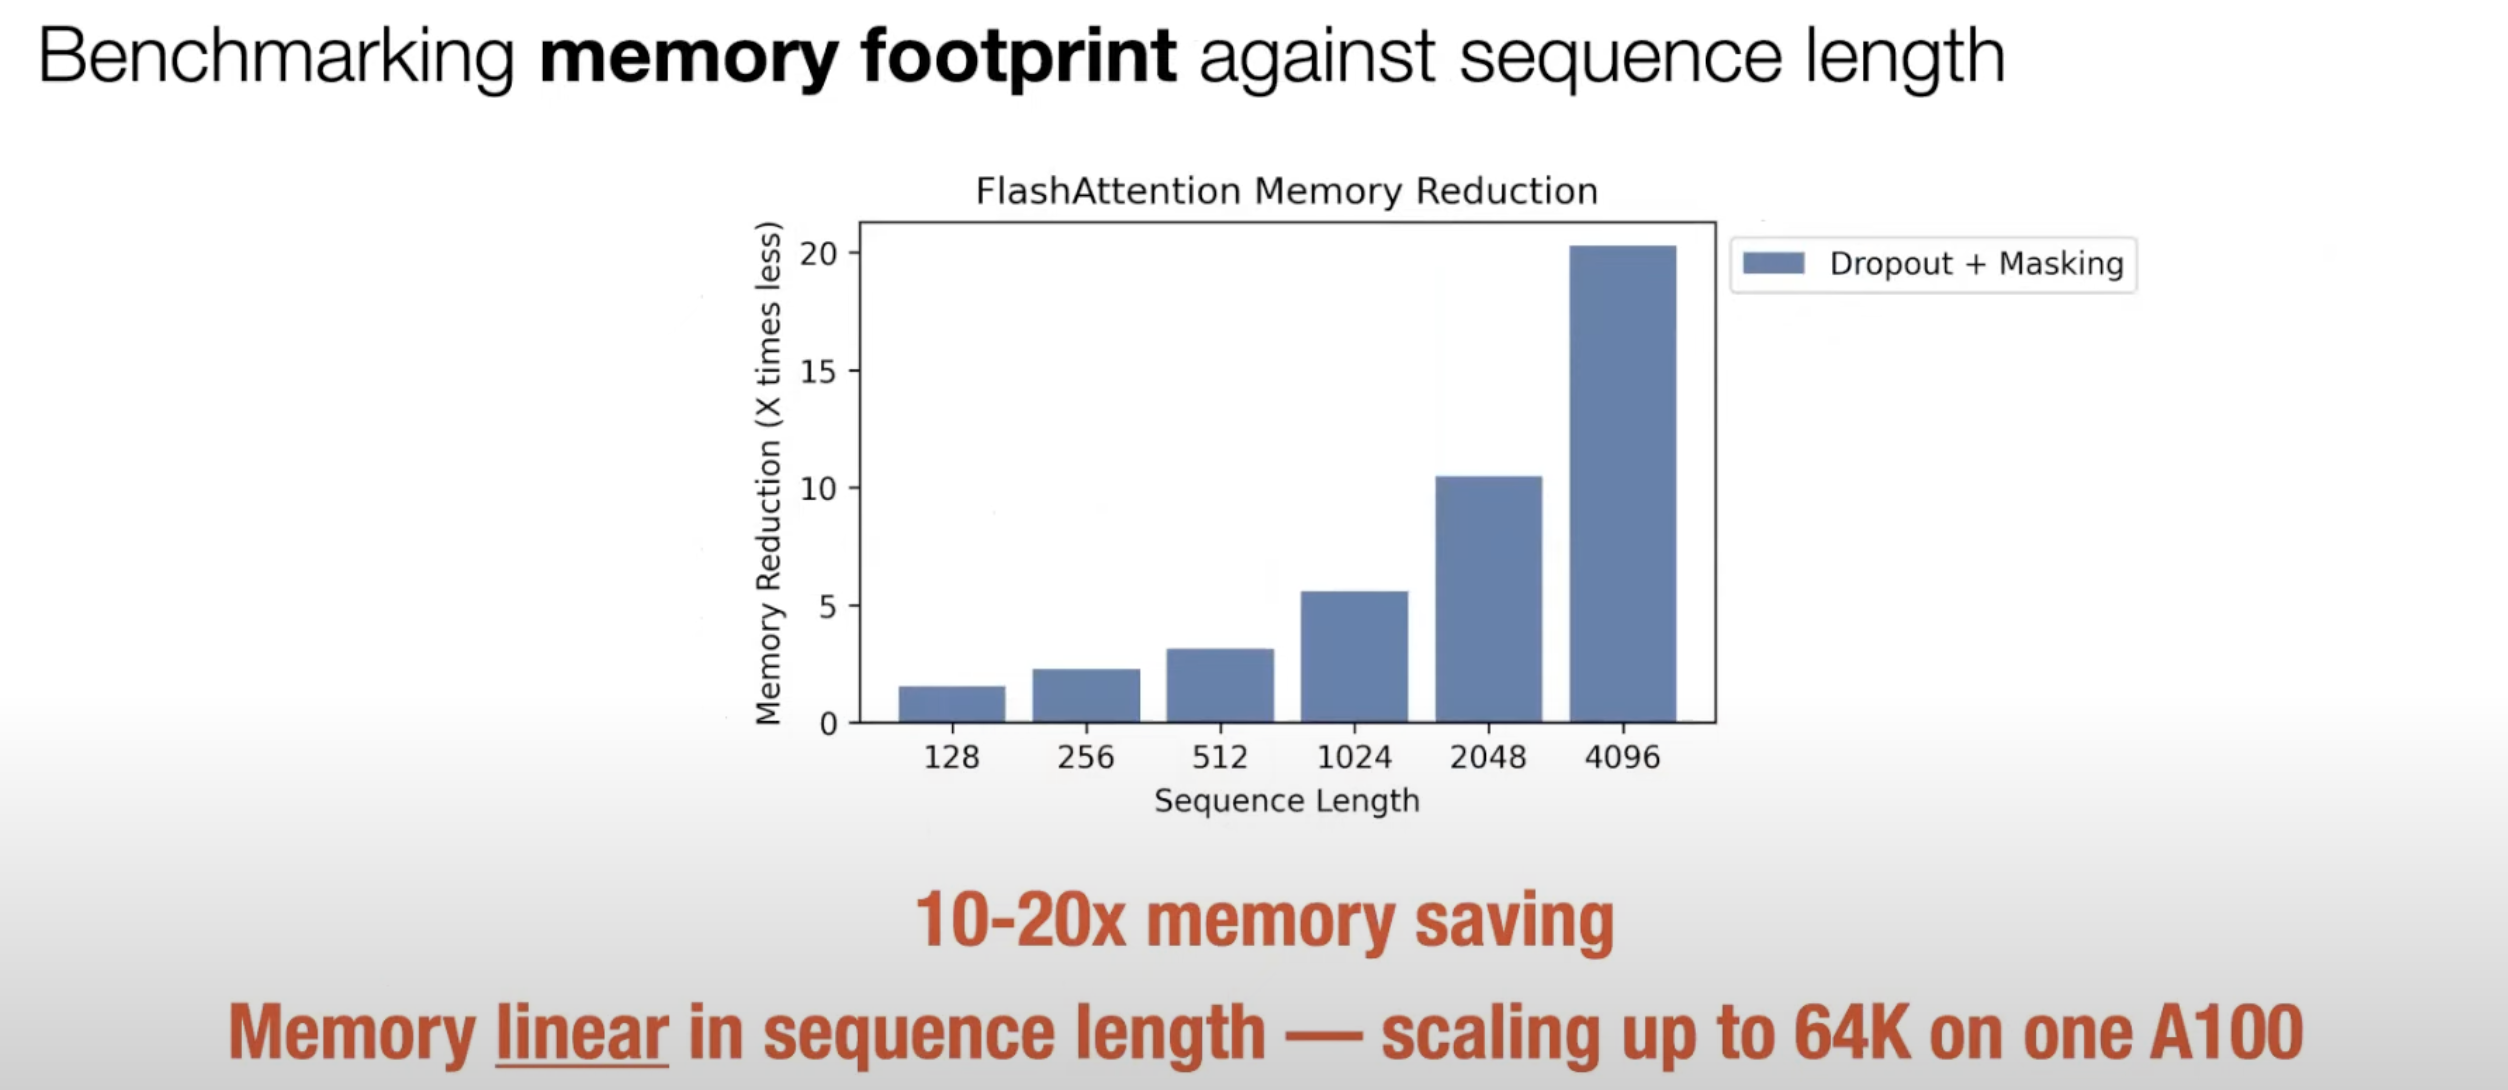 Benchmarking memory footprint against sequence length
FlashAttention Memory Reduction
Memory Reduction (X times less)
20
15
10
5
0
Dropout + Masking
128 256 512 1024 2048 4096
Sequence Length
10-20x memory saving
Memory linear in sequence length — scaling up to 64K on one A100